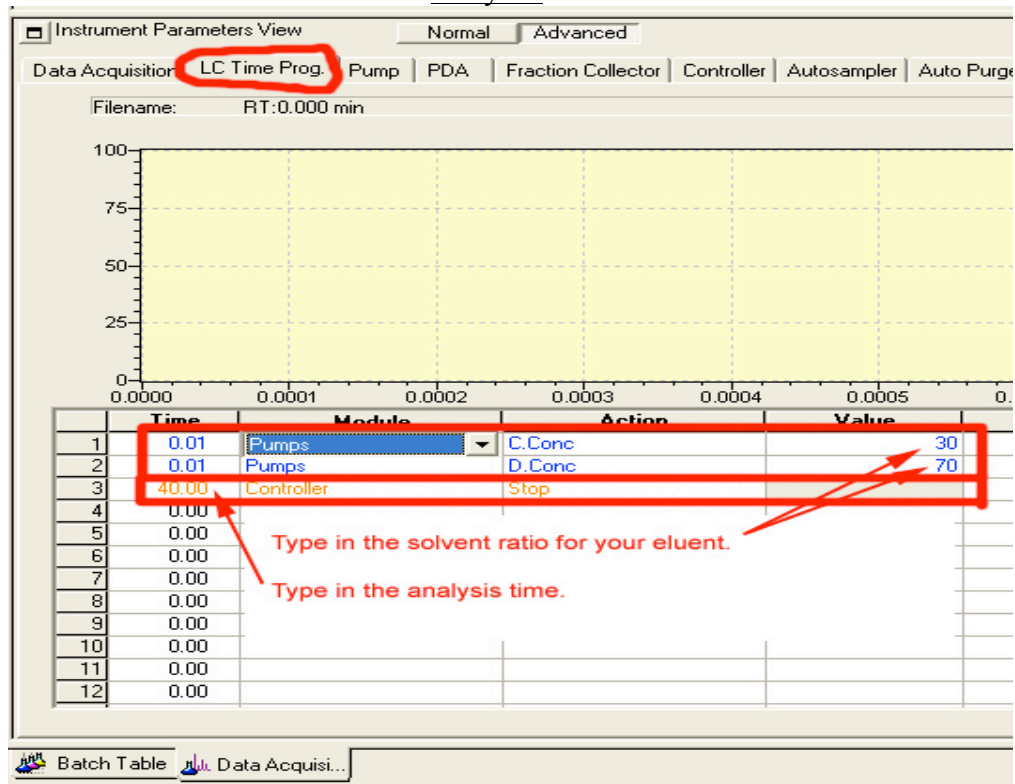 Instrument Parameters View Normal Advanced
Data Acquisition LC Time Prog. Pump PDA Fraction Collector Controller Autosampler Auto Purge
Filename: RT:0.000 min
100
75
50
25
0
0.0000 0.0001 0.0002 0.0003 0.0004 0.0005 0.
Time Module Action Value
1 0.01 Pumps C.Conc 30
2 0.01 Pumps D.Conc 70
3 40.00 Controller Stop
4 0.00
5 0.00
Type in the solvent ratio for your eluent.
6 0.00
7 0.00
Type in the analysis time.
8 0.00
9 0.00
10 0.00
11 0.00
12 0.00
Batch Table Data Acquisi...